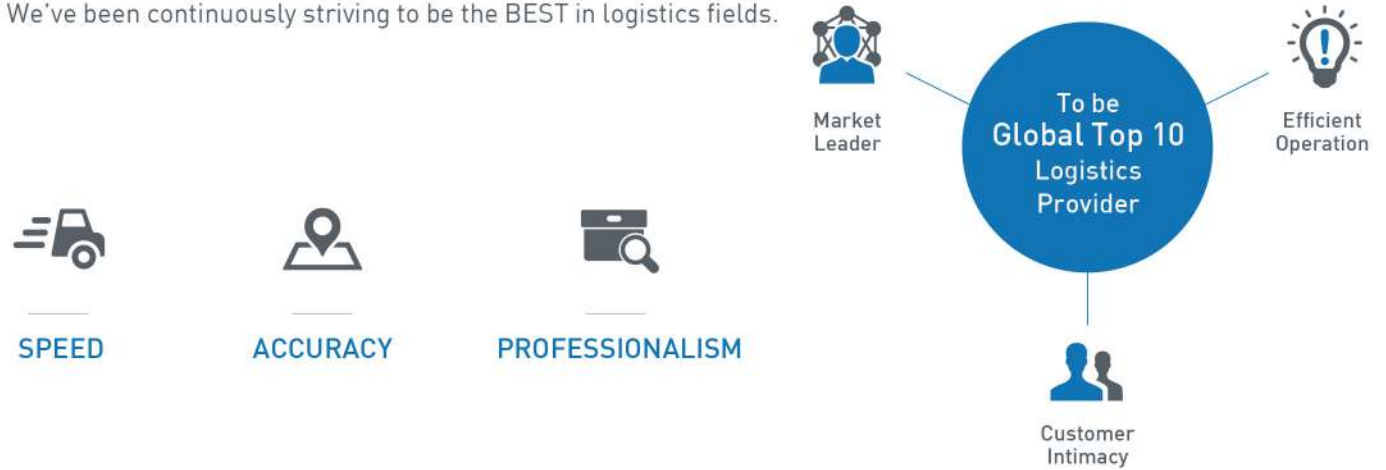 We've been continuously striving to be the BEST in logistics fields.
SPEED
ACCURACY
PROFESSIONALISM
Market
Leader
To be
Global Top 10
Logistics
Provider
Efficient
Operation
Customer
Intimacy